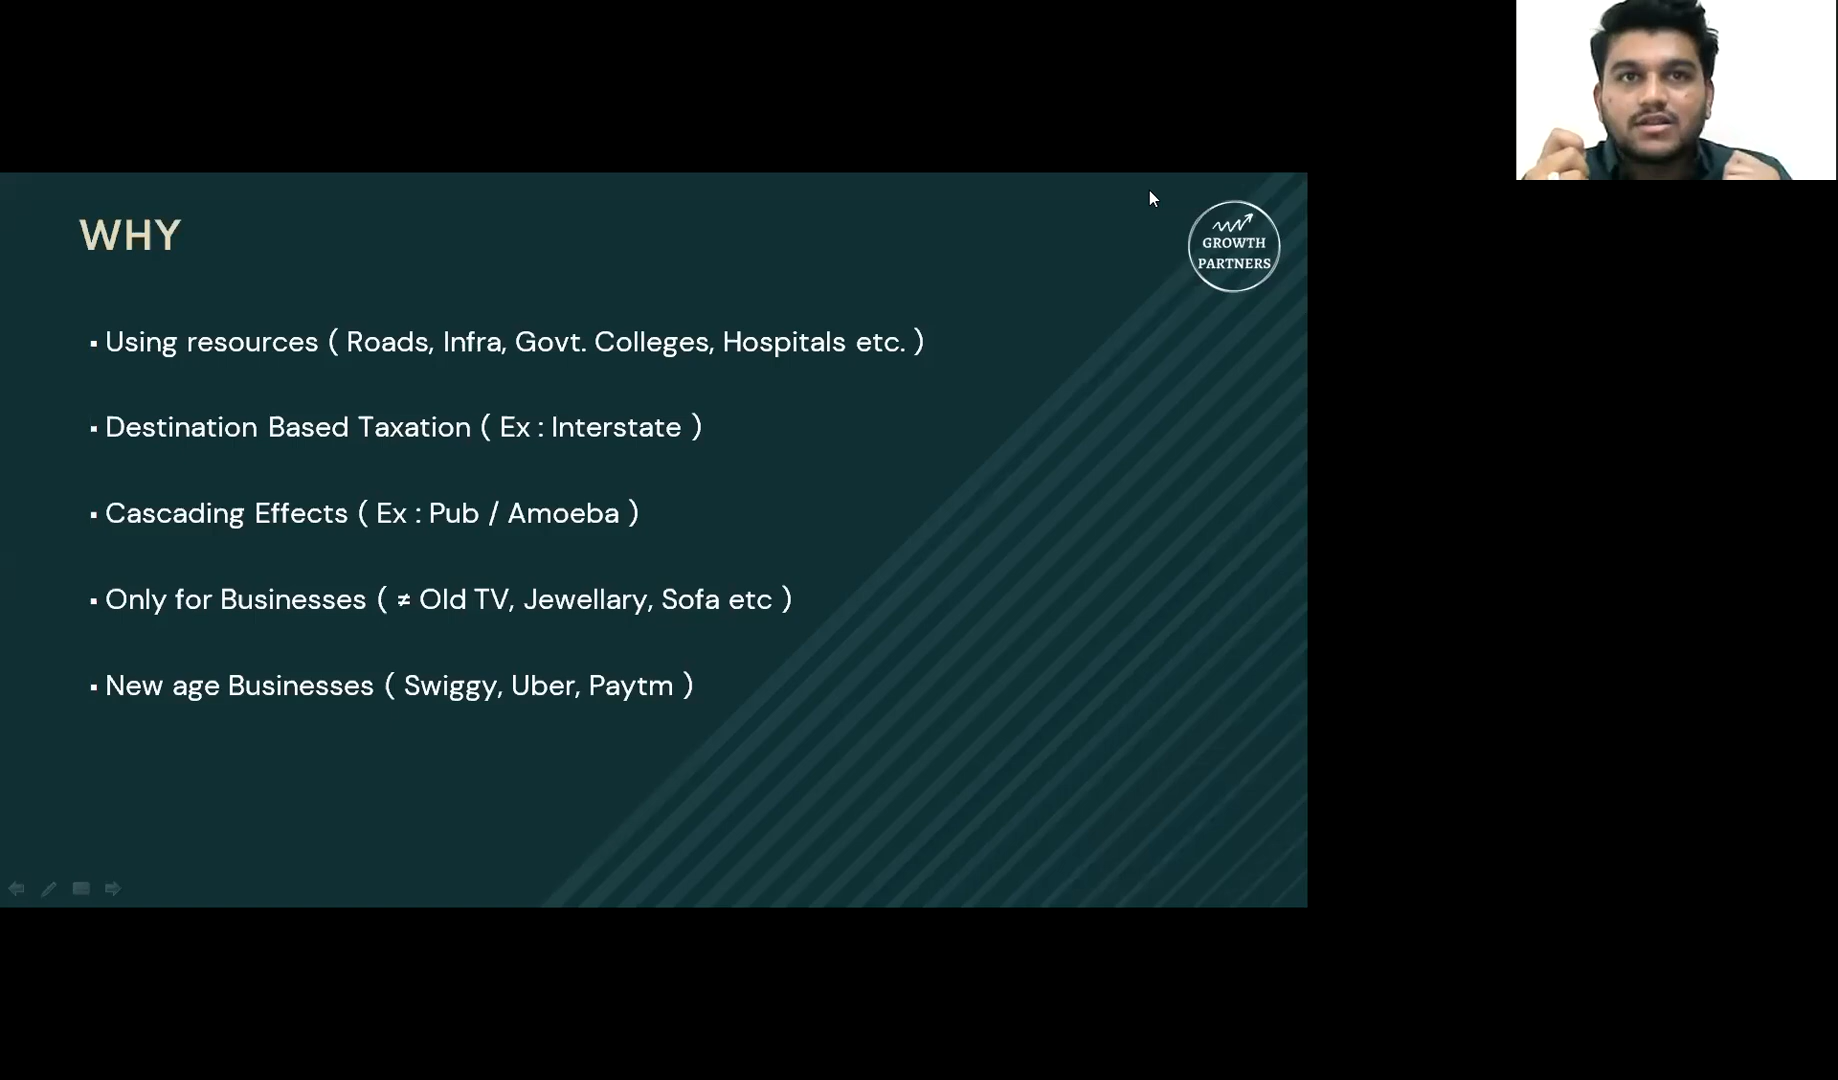 WHY
GROWTH
PARTNERS
▪ Using resources ( Roads, Infra, Govt. Colleges, Hospitals etc. )
▪ Destination Based Taxation ( Ex : Interstate )
▪ Cascading Effects ( Ex : Pub / Amoeba )
▪ Only for Businesses ( ≠ Old TV, Jewellary, Sofa etc )
▪ New age Businesses ( Swiggy, Uber, Paytm )